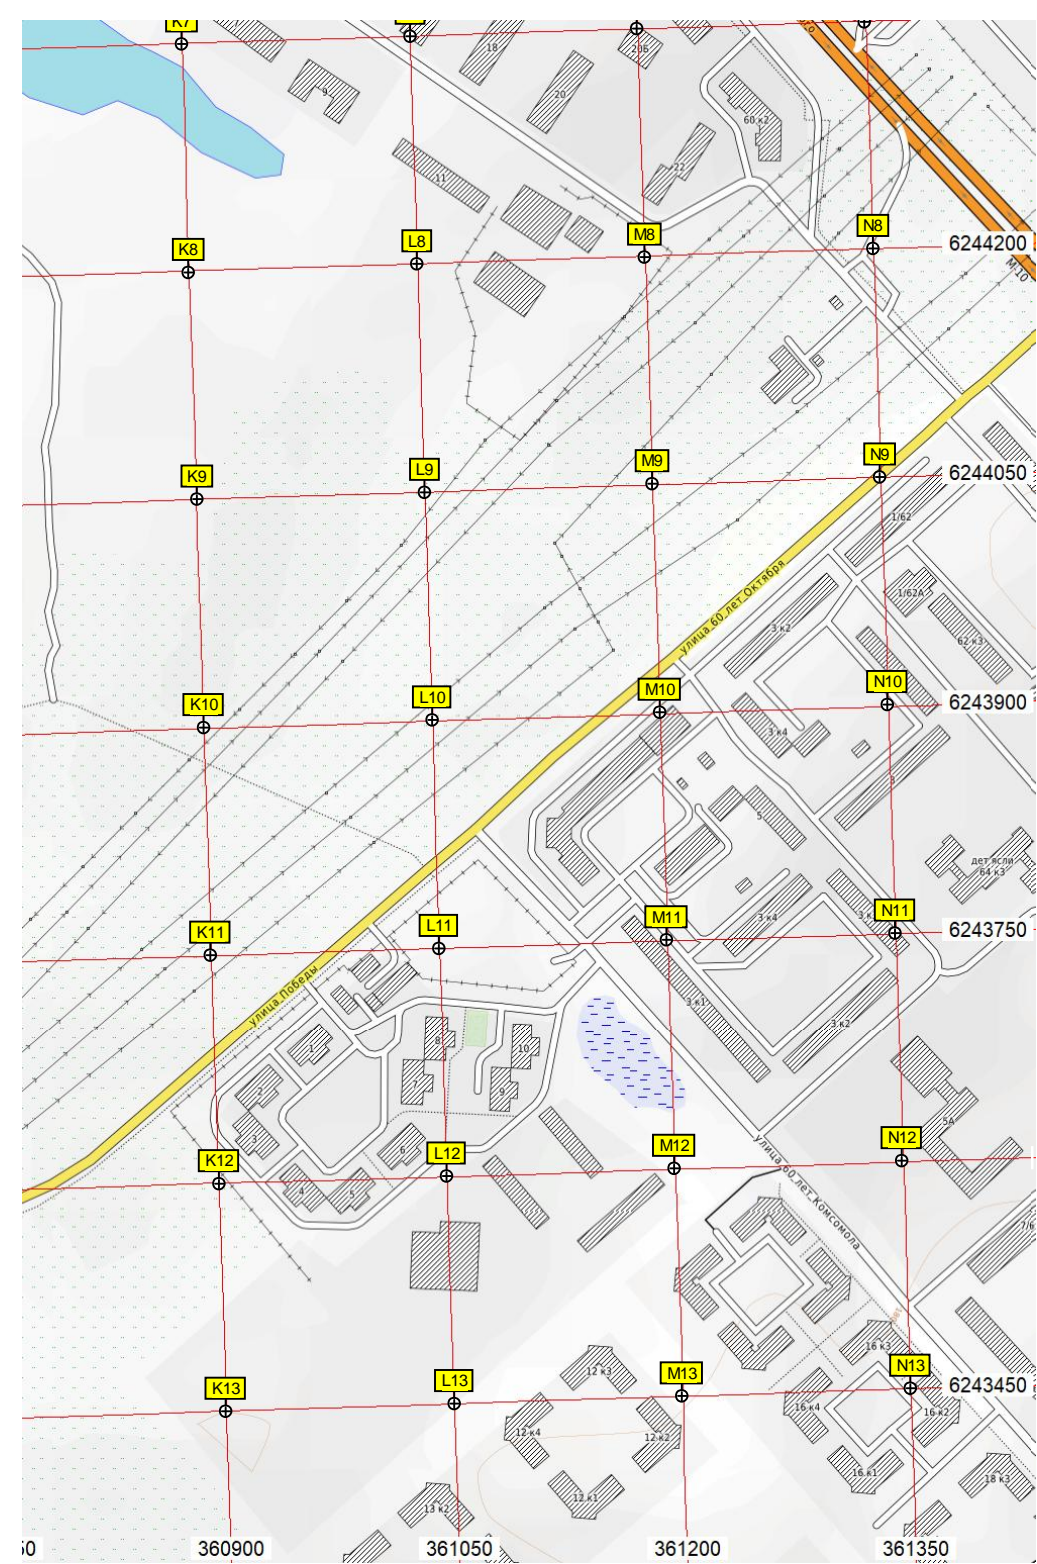 K7
18
20Б
9
20
60 к2
11
22
N8
M8
6244200
L8
K8
М-10
N9
M9
6244050
L9
K9
1/62
улица 60 лет Октября
1/62А
3 к2
62 к3
N10
M10
6243900
L10
K10
3 к4
5
дет ясли
64 к3
N11
M11
3 к4
6243750
L11
K11
улица Победы
3 к1
3 к2
8
10
1
7
9
2
5А
3
N12
M12
L12
6
K12
улица 60 лет Комсомола
4
5
7/6
16 к3
N13
M13
12 к3
6243450
L13
K13
16 к4
16 к2
12 к4
12 к2
16 к1
18 к3
12 к1
13 к2
50
360900
361050
361200
361350